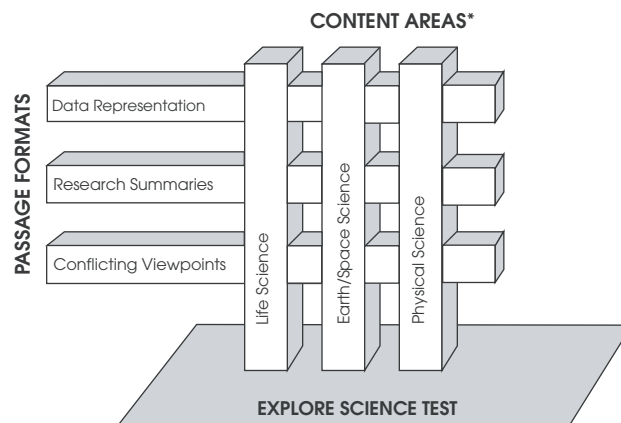 CONTENT AREAS*
PASSAGE FORMATS
Data Representation
Research Summaries
Conflicting Viewpoints
Life Science
Earth/Space Science
Physical Science
EXPLORE SCIENCE TEST